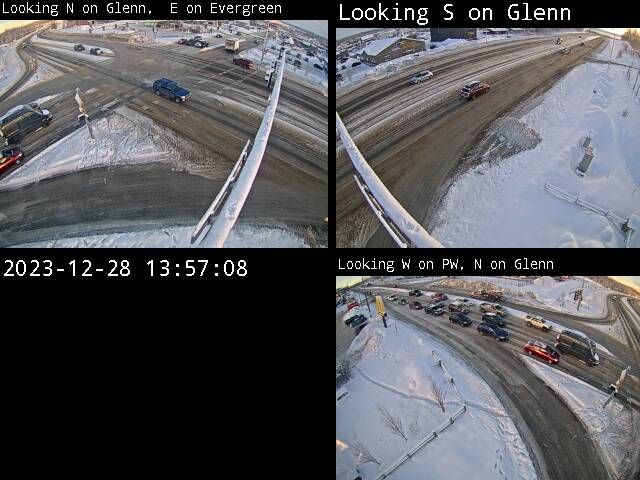 Looking N on Glenn,  E on Evergreen
Looking S on Glenn
2023-12-28 13:57:08
Looking W on PW, N on Glenn